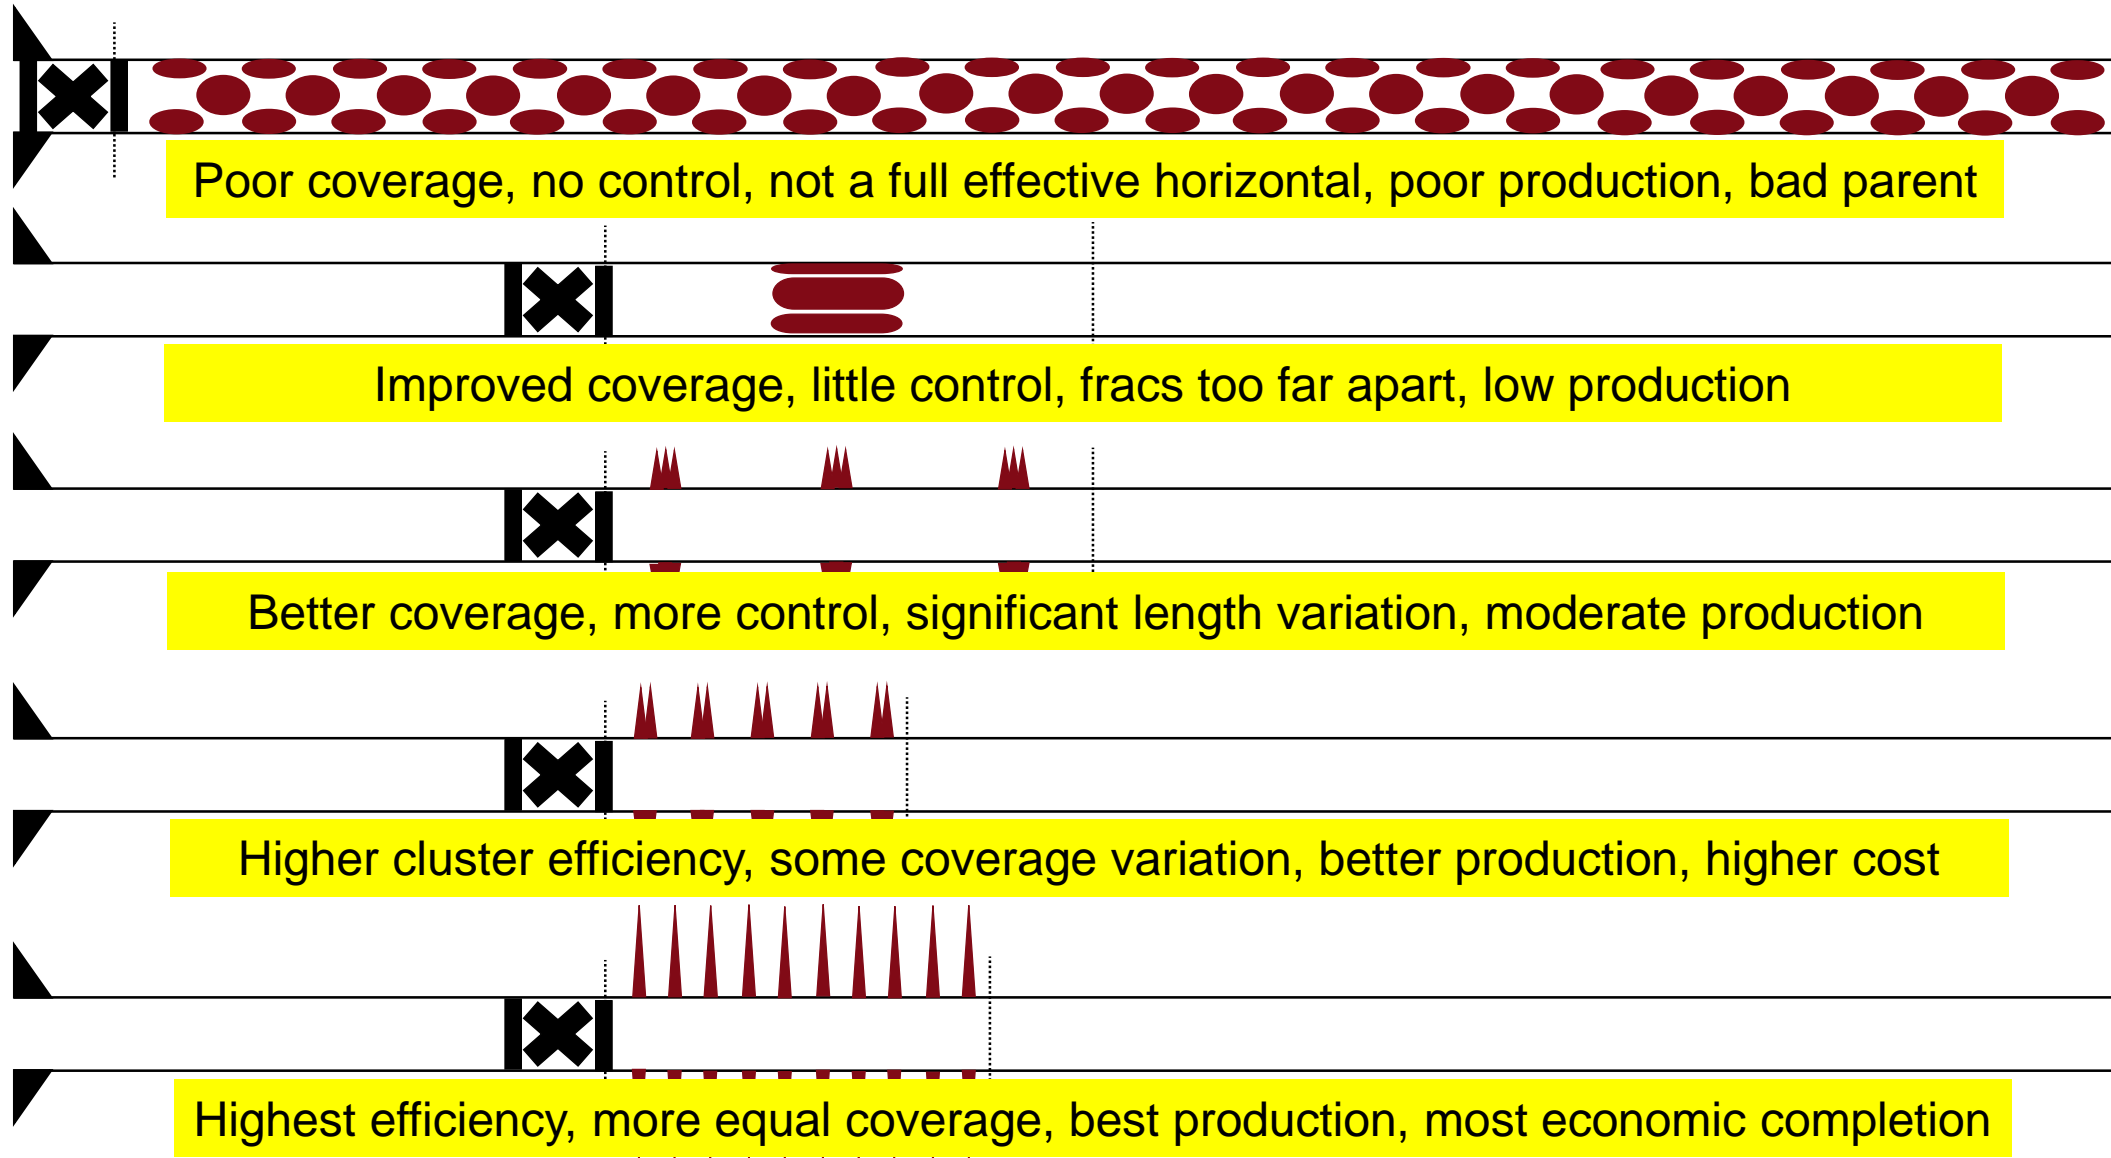 Poor coverage, no control, not a full effective horizontal, poor production, bad parent
Improved coverage, little control, fracs too far apart, low production
Better coverage, more control, significant length variation, moderate production
Higher cluster efficiency, some coverage variation, better production, higher cost
Highest efficiency, more equal coverage, best production, most economic completion